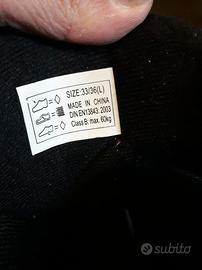 SIZE:33/36(L)
MADE IN CHINA
DIN EN13843: 2003
Class B: max. 60kg
subito